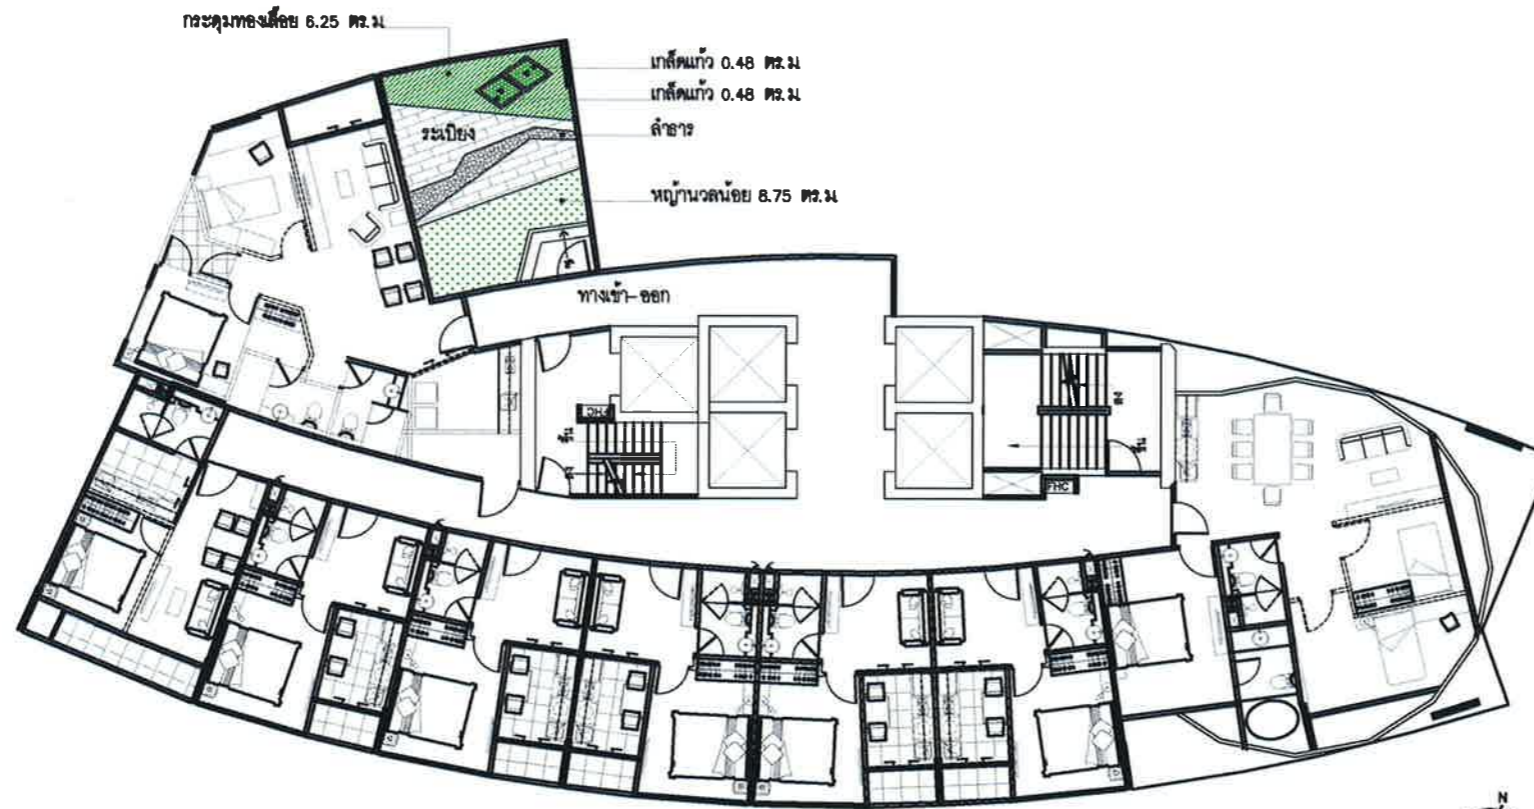 กระดุมทองเลื้อย 6.25 ตร.ม.
เกล็ดแก้ว 0.48 ตร.ม.
เกล็ดแก้ว 0.48 ตร.ม.
ระเบียง
ลำธาร
หญ้านวลน้อย 8.75 ตร.ม.
ทางเข้า-ออก
FHC
ขึ้น
ลง
ลง
ขึ้น
FHC
N